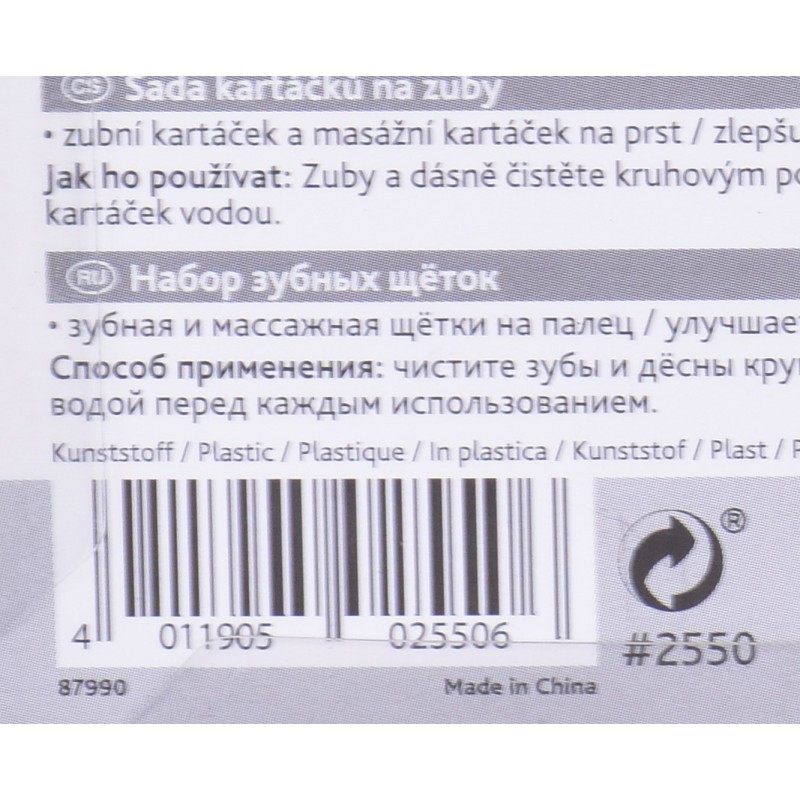 CS Sada kartáčků na zuby
• zubní kartáček a masážní kartáček na prst / zlepšu
Jak ho používat: Zuby a dásně čistěte kruhovým po
kartáček vodou.
RU Набор зубных щёток
• зубная и массажная щётки на палец / улучшает
Способ применения: чистите зубы и дёсны кру
водой перед каждым использованием.
Kunststoff / Plastic / Plastique / In plastica / Kunststof / Plast / P
®
4 011905 025506
#2550
87990 Made in China